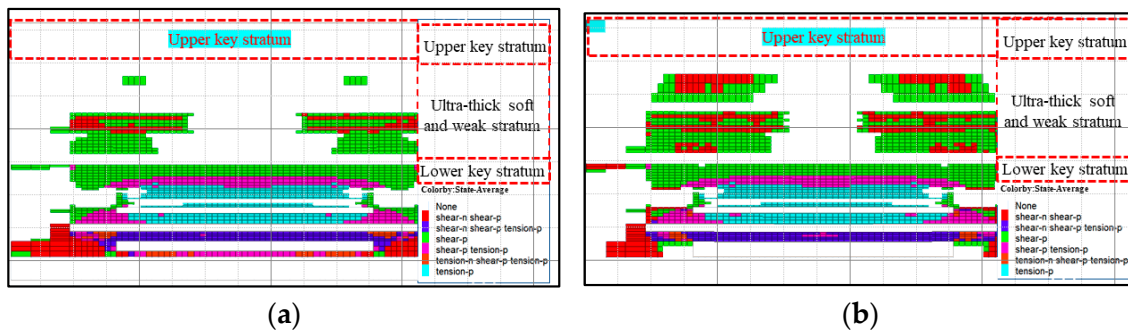 Upper key stratum
Upper key stratum
Ultra-thick soft
and weak stratum
Lower key stratum
Colorby:State-Average
None
shear-n shear-p
shear-n shear-p tension-p
shear-p
shear-p tension-p
tension-n shear-p tension-p
tension-p
(a)
Upper key stratum
Upper key stratum
Ultra-thick soft
and weak stratum
Lower key stratum
Colorby:State-Average
None
shear-n shear-p
shear-n shear-p tension-p
shear-p
shear-p tension-p
tension-n shear-p tension-p
tension-p
(b)